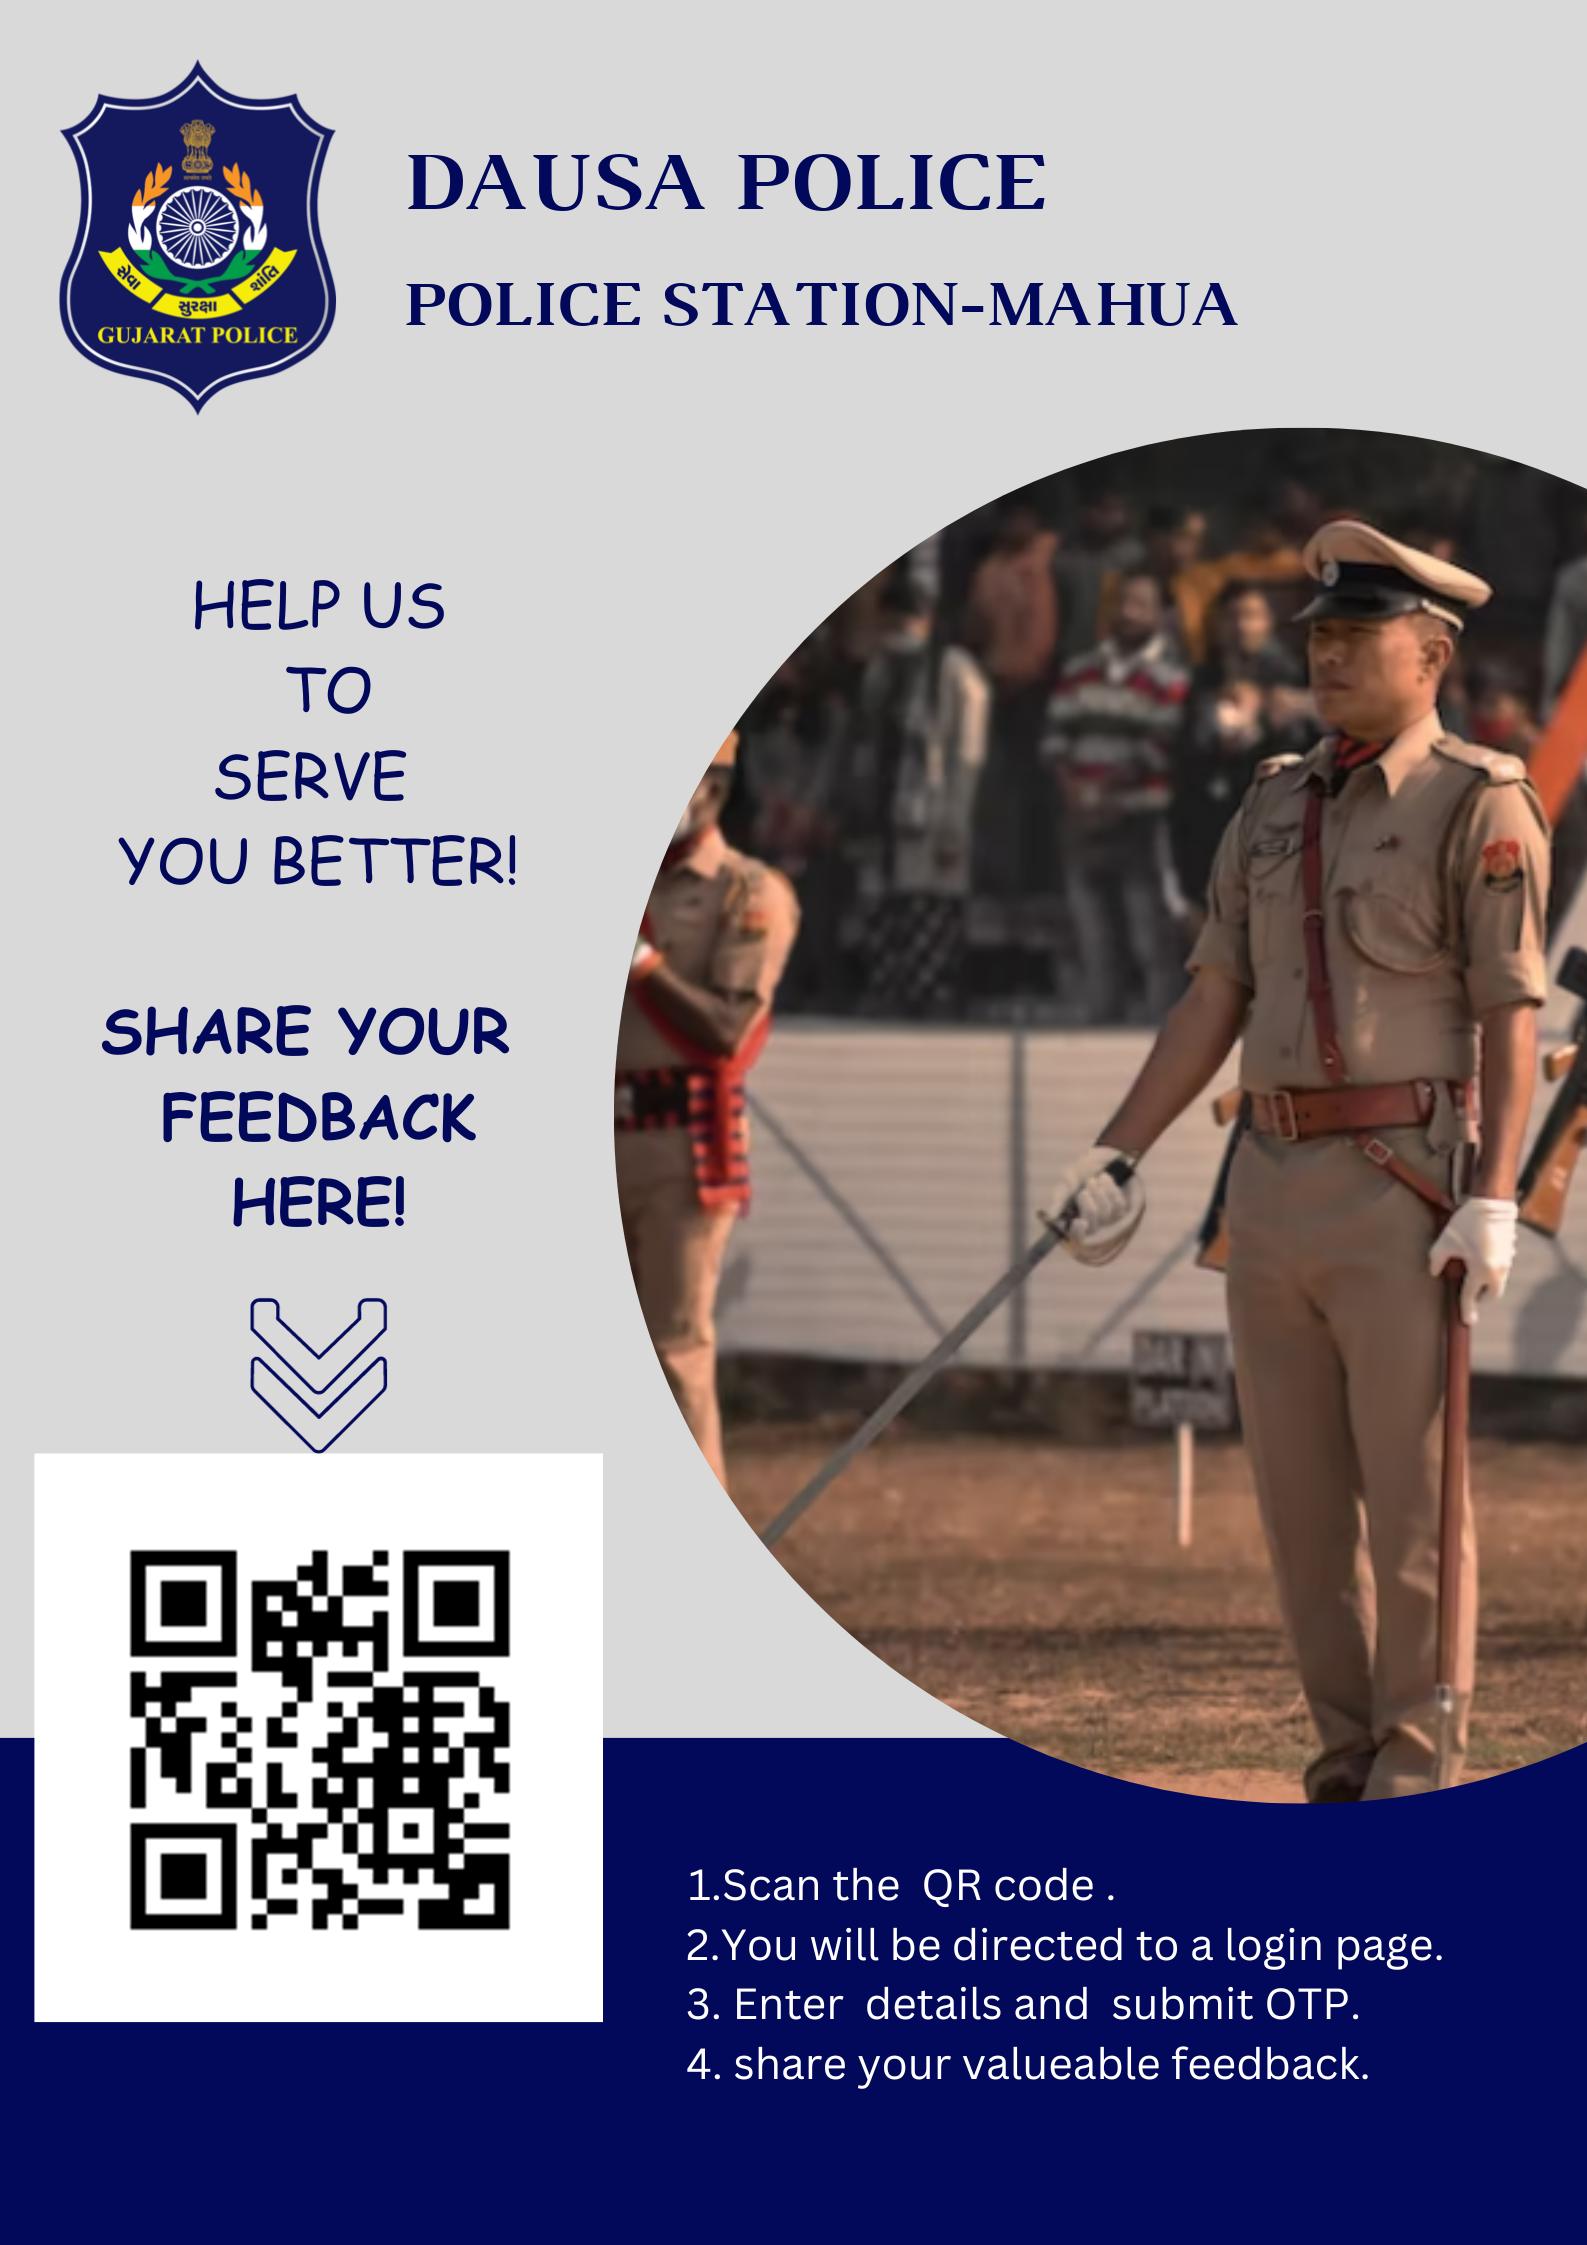 સેવા
સુરક્ષા
શાંતિ
GUJARAT POLICE
DAUSA POLICE
POLICE STATION-MAHUA
HELP US
TO
SERVE
YOU BETTER!
SHARE YOUR
FEEDBACK
HERE!
1.Scan the QR code .
2.You will be directed to a login page.
3. Enter details and submit OTP.
4. share your valueable feedback.